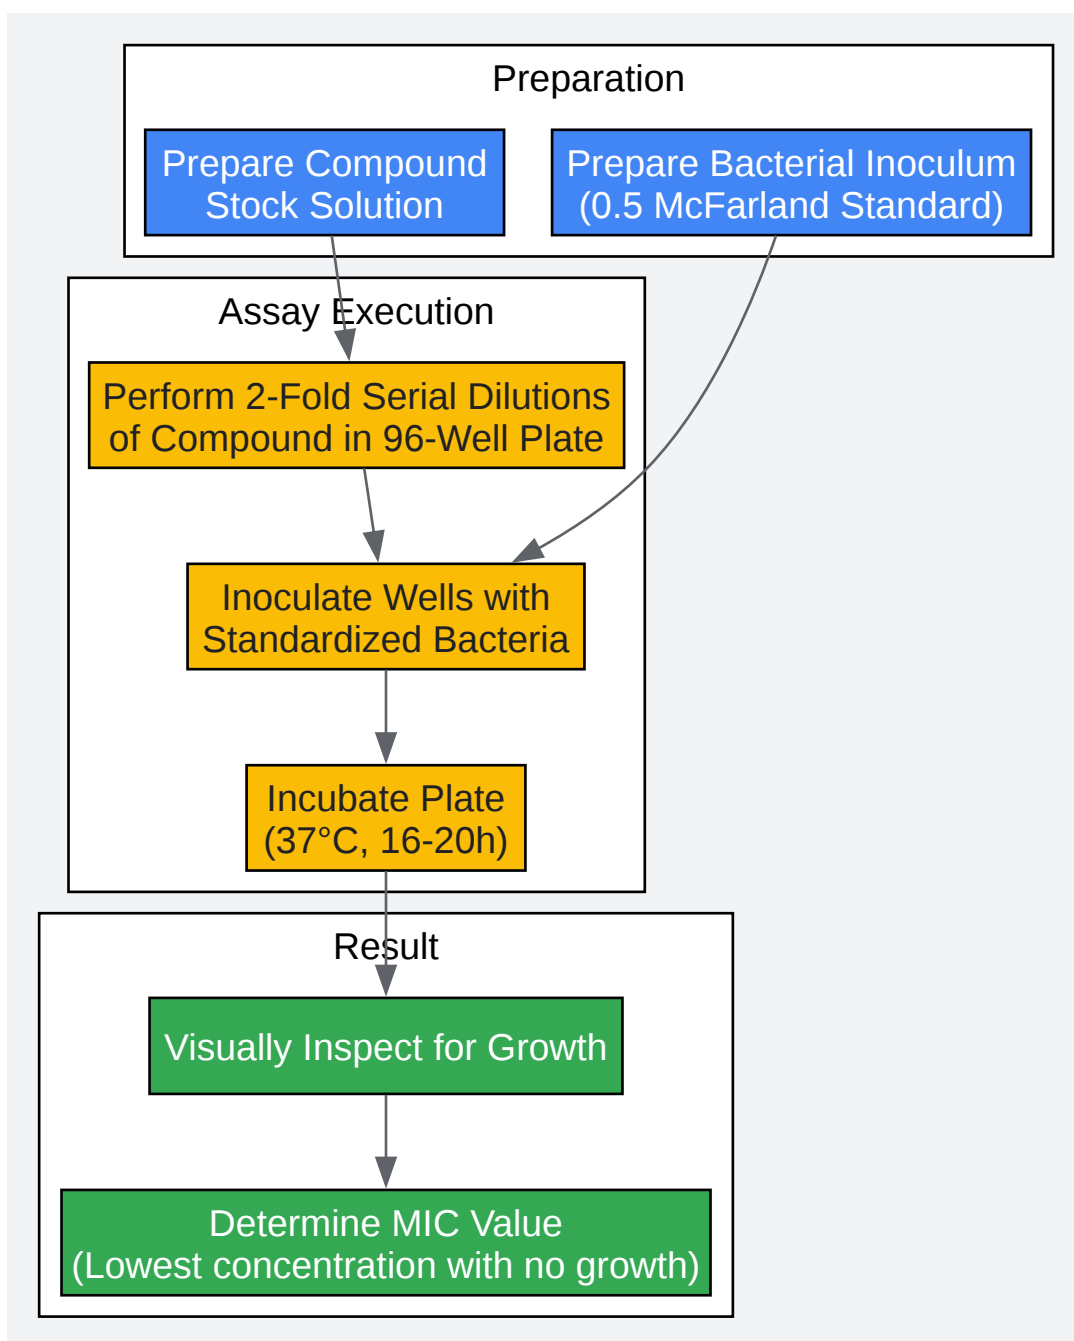 Preparation
Prepare Compound
Stock Solution
Prepare Bacterial Inoculum
(0.5 McFarland Standard)
Assay Execution
Perform 2-Fold Serial Dilutions
of Compound in 96-Well Plate
Inoculate Wells with
Standardized Bacteria
Incubate Plate
(37°C, 16-20h)
Result
Visually Inspect for Growth
Determine MIC Value
(Lowest concentration with no growth)